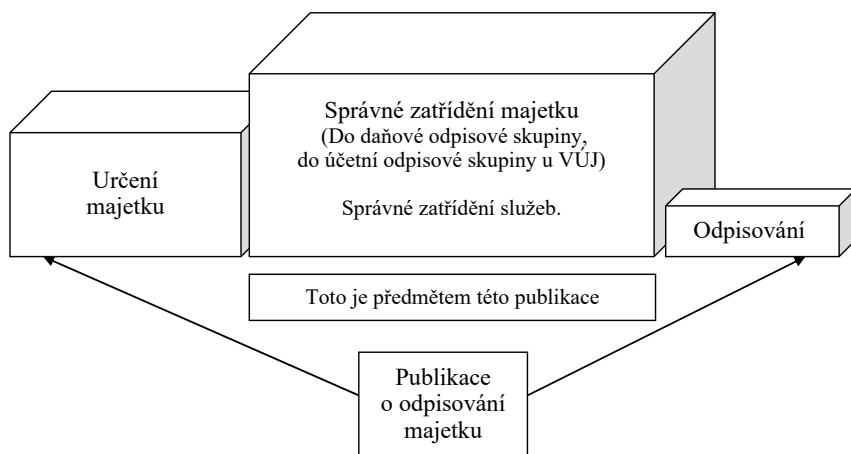 Určení
majetku
Správné zatřídění majetku
(Do daňové odpisové skupiny,
do účetní odpisové skupiny u VÚJ)
Správné zatřídění služeb.
Odpisování
Toto je předmětem této publikace
Publikace
o odpisování
majetku